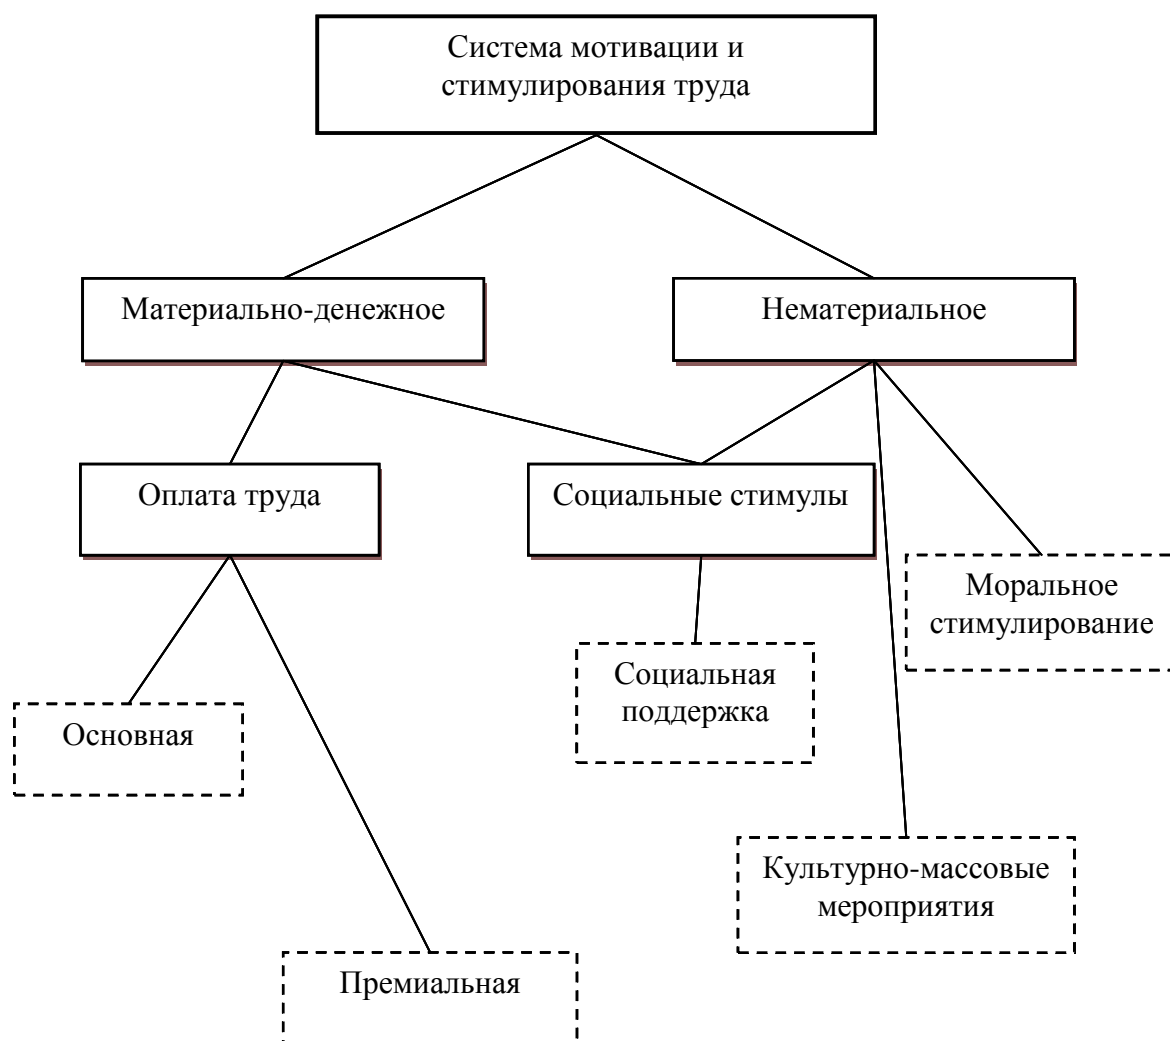 Система мотивации и
стимулирования труда
Материально-денежное
Нематериальное
Оплата труда
Социальные стимулы
Моральное
стимулирование
Социальная
поддержка
Основная
Культурно-массовые
мероприятия
Премиальная